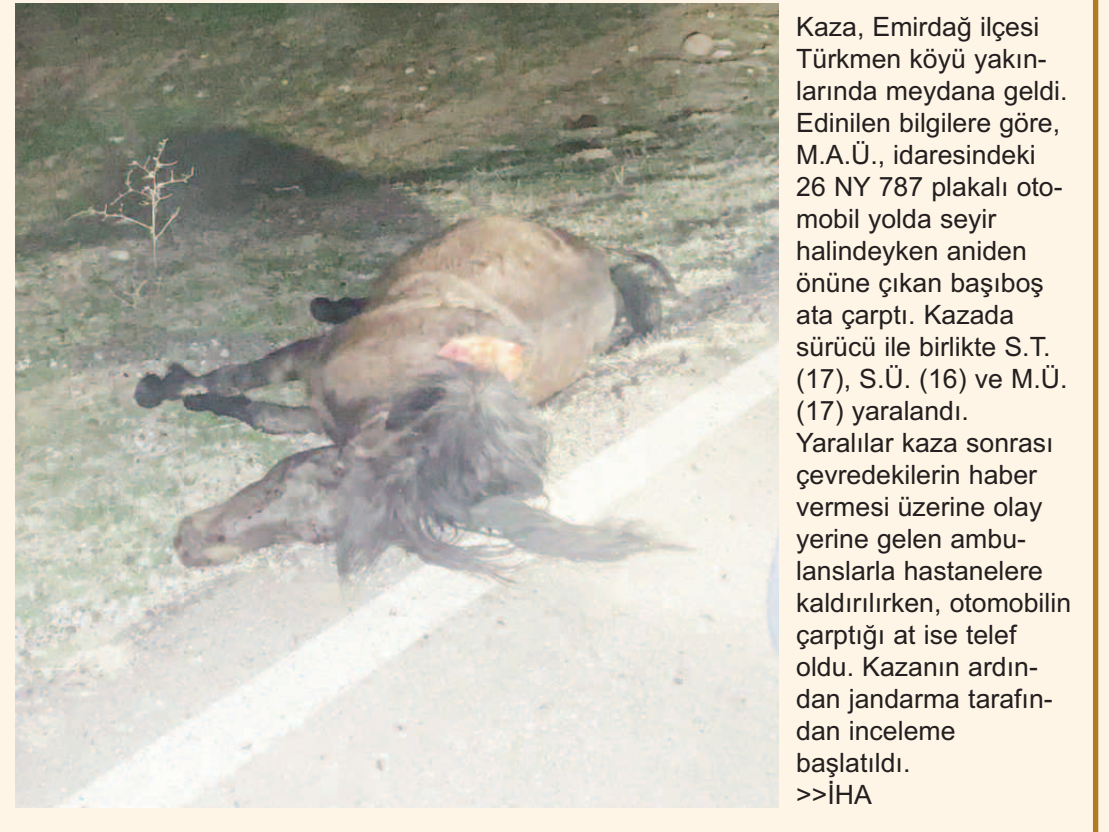 Kaza, Emirdağ ilçesi
Türkmen köyü yakın-
larında meydana geldi.
Edinilen bilgilere göre,
M.A.Ü., idaresindeki
26 NY 787 plakalı oto-
mobil yolda seyir
halindeyken aniden
önüne çıkan başıboş
ata çarptı. Kazada
sürücü ile birlikte S.T.
(17), S.Ü. (16) ve M.Ü.
(17) yaralandı.
Yaralılar kaza sonrası
çevredekilerin haber
vermesi üzerine olay
yerine gelen ambu-
lanslarla hastanelere
kaldırılırken, otomobilin
çarptığı at ise telef
oldu. Kazanın ardın-
dan jandarma tarafın-
dan inceleme
başlatıldı.
>>İHA